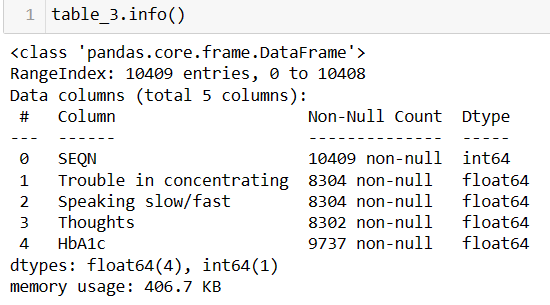 1 table_3.info()
<class 'pandas.core.frame.DataFrame'>
RangeIndex: 10409 entries, 0 to 10408
Data columns (total 5 columns):
 #   Column                    Non-Null Count  Dtype
---  ------                    --------------  -----
 0   SEQN                      10409 non-null  int64
 1   Trouble in concentrating  8304 non-null   float64
 2   Speaking slow/fast        8304 non-null   float64
 3   Thoughts                  8302 non-null   float64
 4   HbA1c                     9737 non-null   float64
dtypes: float64(4), int64(1)
memory usage: 406.7 KB